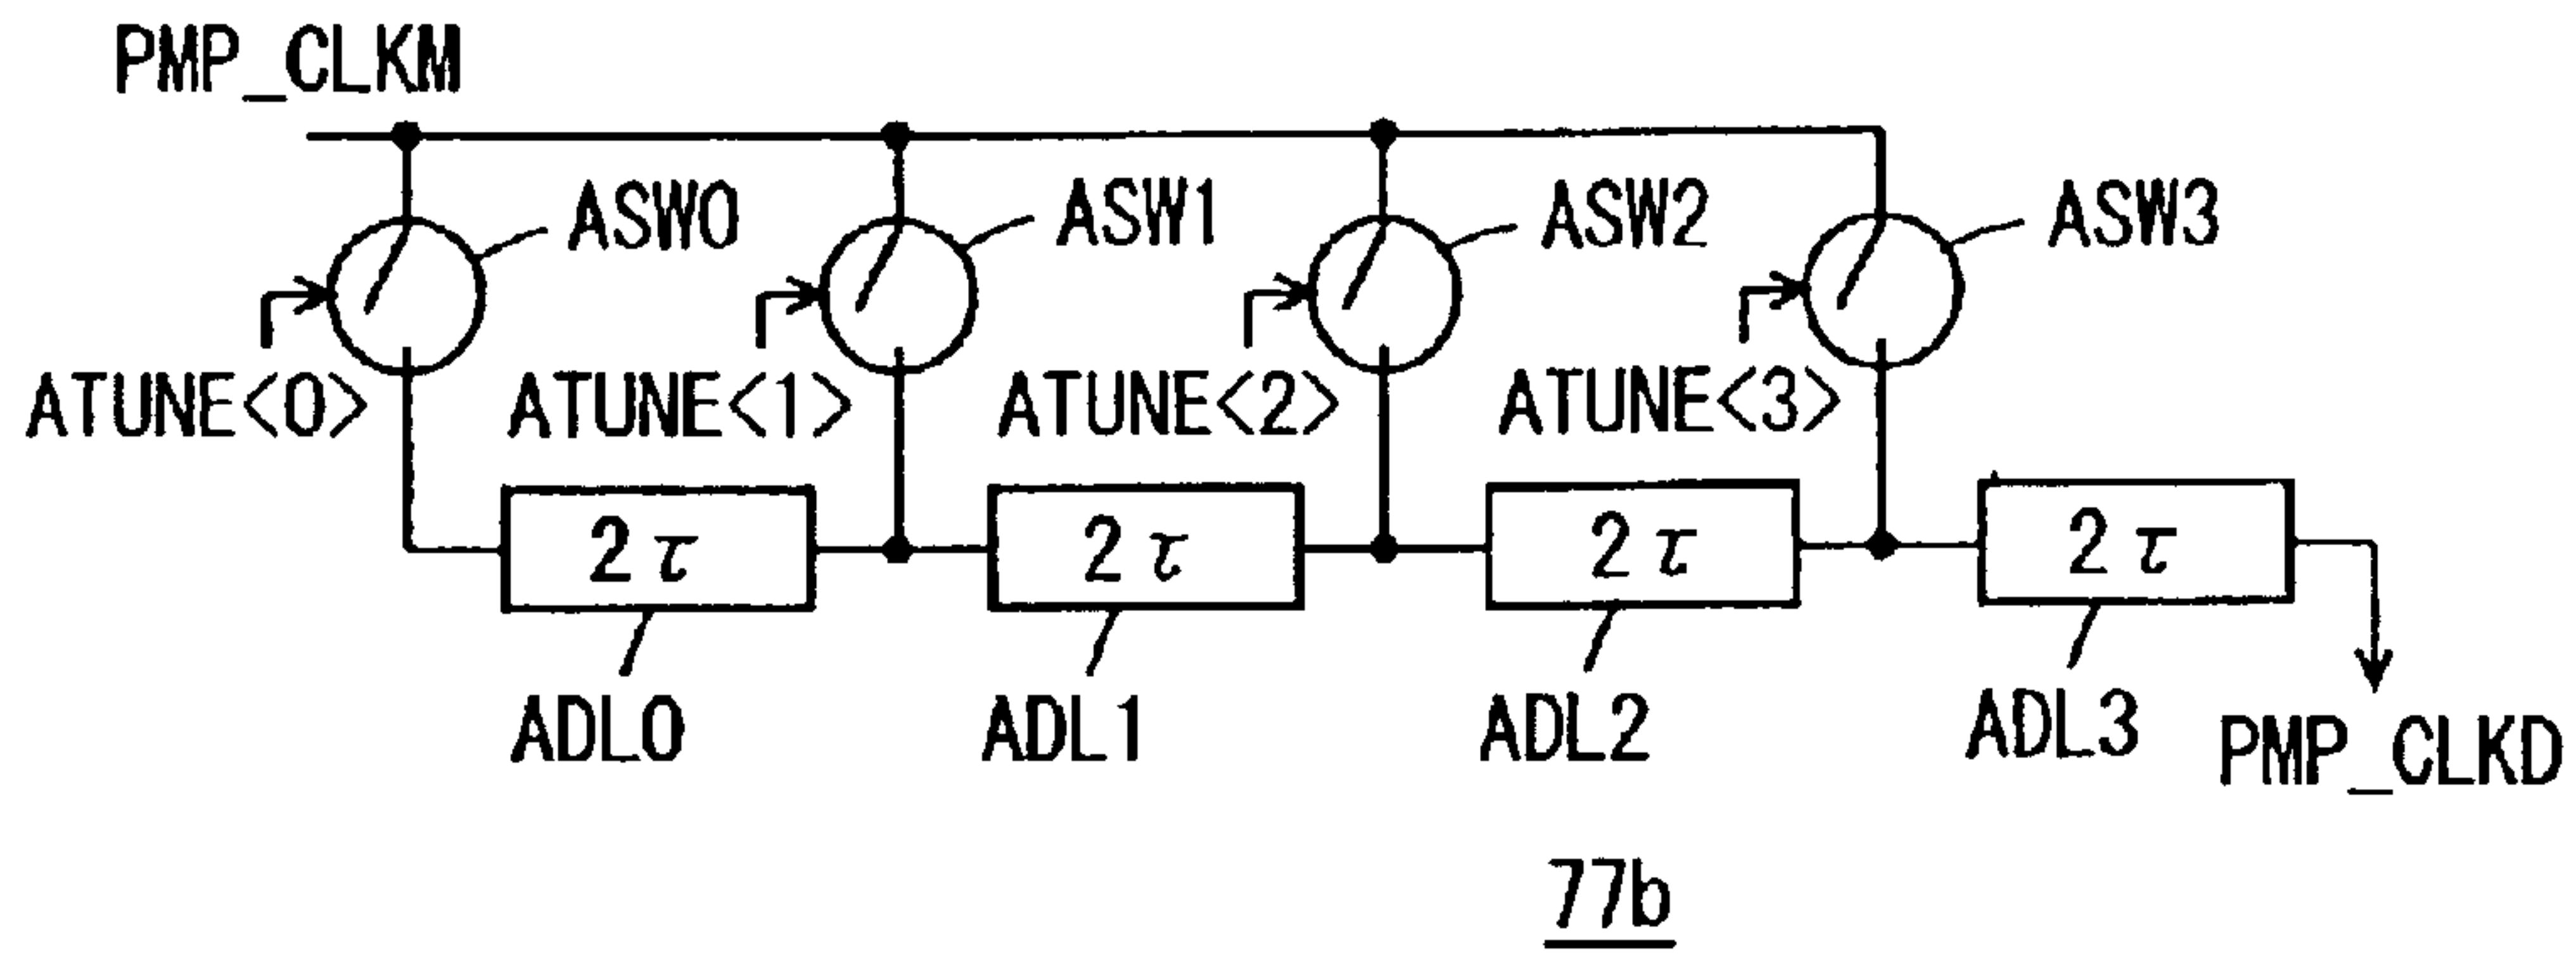 PMP_CLKM
ASW0 ASW1 ASW2 ASW3
ATUNE<0> ATUNE<1> ATUNE<2> ATUNE<3>
2τ 2τ 2τ 2τ
ADL0 ADL1 ADL2 ADL3
PMP_CLKD
77b